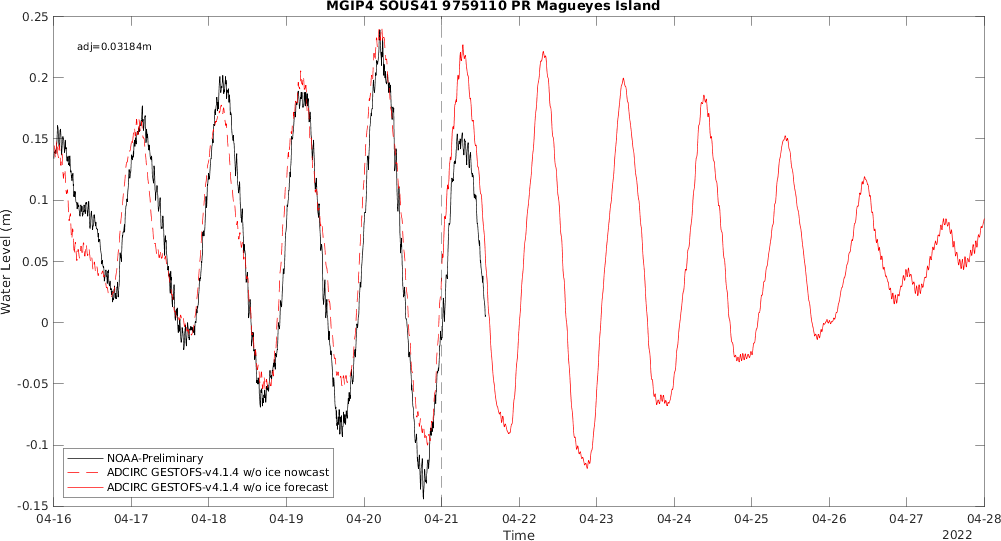 MGIP4 SOUS41 9759110 PR Magueyes Island
adj=0.03184m
0.25
0.2
0.15
0.1
0.05
0
-0.05
-0.1
-0.15
Water Level (m)
NOAA-Preliminary
ADCIRC GESTOFS-v4.1.4 w/o ice nowcast
ADCIRC GESTOFS-v4.1.4 w/o ice forecast
04-16 04-17 04-18 04-19 04-20 04-21 04-22 04-23 04-24 04-25 04-26 04-27 04-28
Time
2022